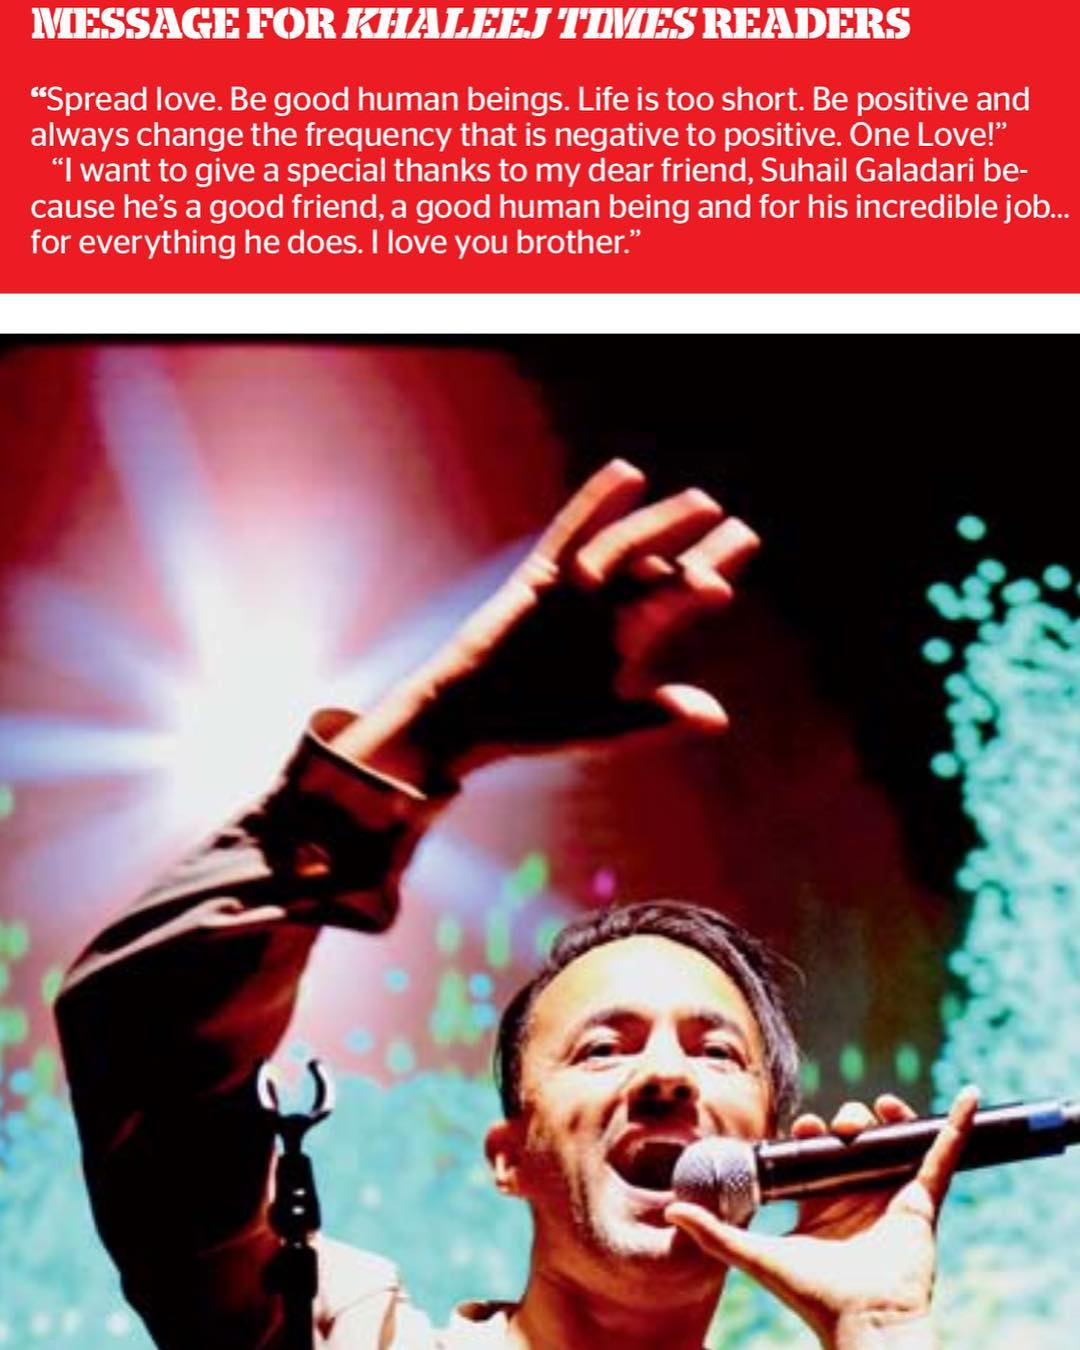 MESSAGE FOR KHALEEJ TIMES READERS
“Spread love. Be good human beings. Life is too short. Be positive and
always change the frequency that is negative to positive. One Love!”
“I want to give a special thanks to my dear friend, Suhail Galadari be-
cause he’s a good friend, a good human being and for his incredible job...
for everything he does. I love you brother.”